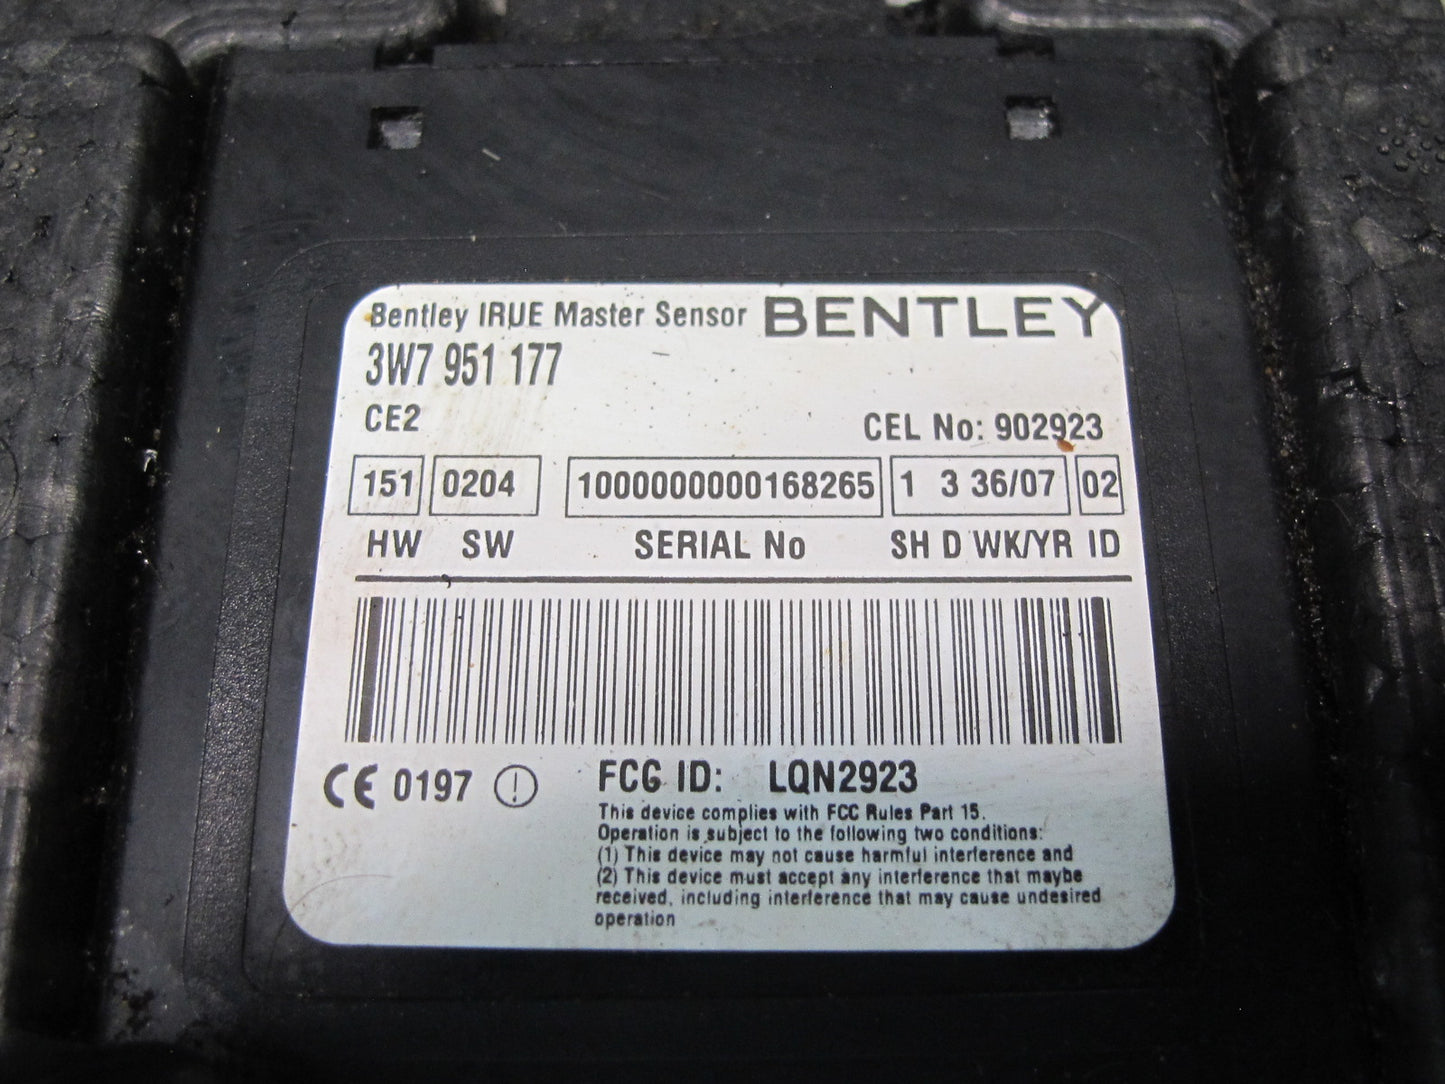 Bentley IRUE Master Sensor BENTLEY
3W7 951 177
CE2
CEL No: 902923
151 0204 1000000000168265 1 3 36/07 02
HW SW SERIAL No SH D WK/YR ID
CE 0197 FCC ID: LQN2923
This device complies with FCC Rules Part 15.
Operation is subject to the following two conditions:
(1) This device may not cause harmful interference and
(2) This device must accept any interference that maybe
received, including interference that may cause undesired
operation